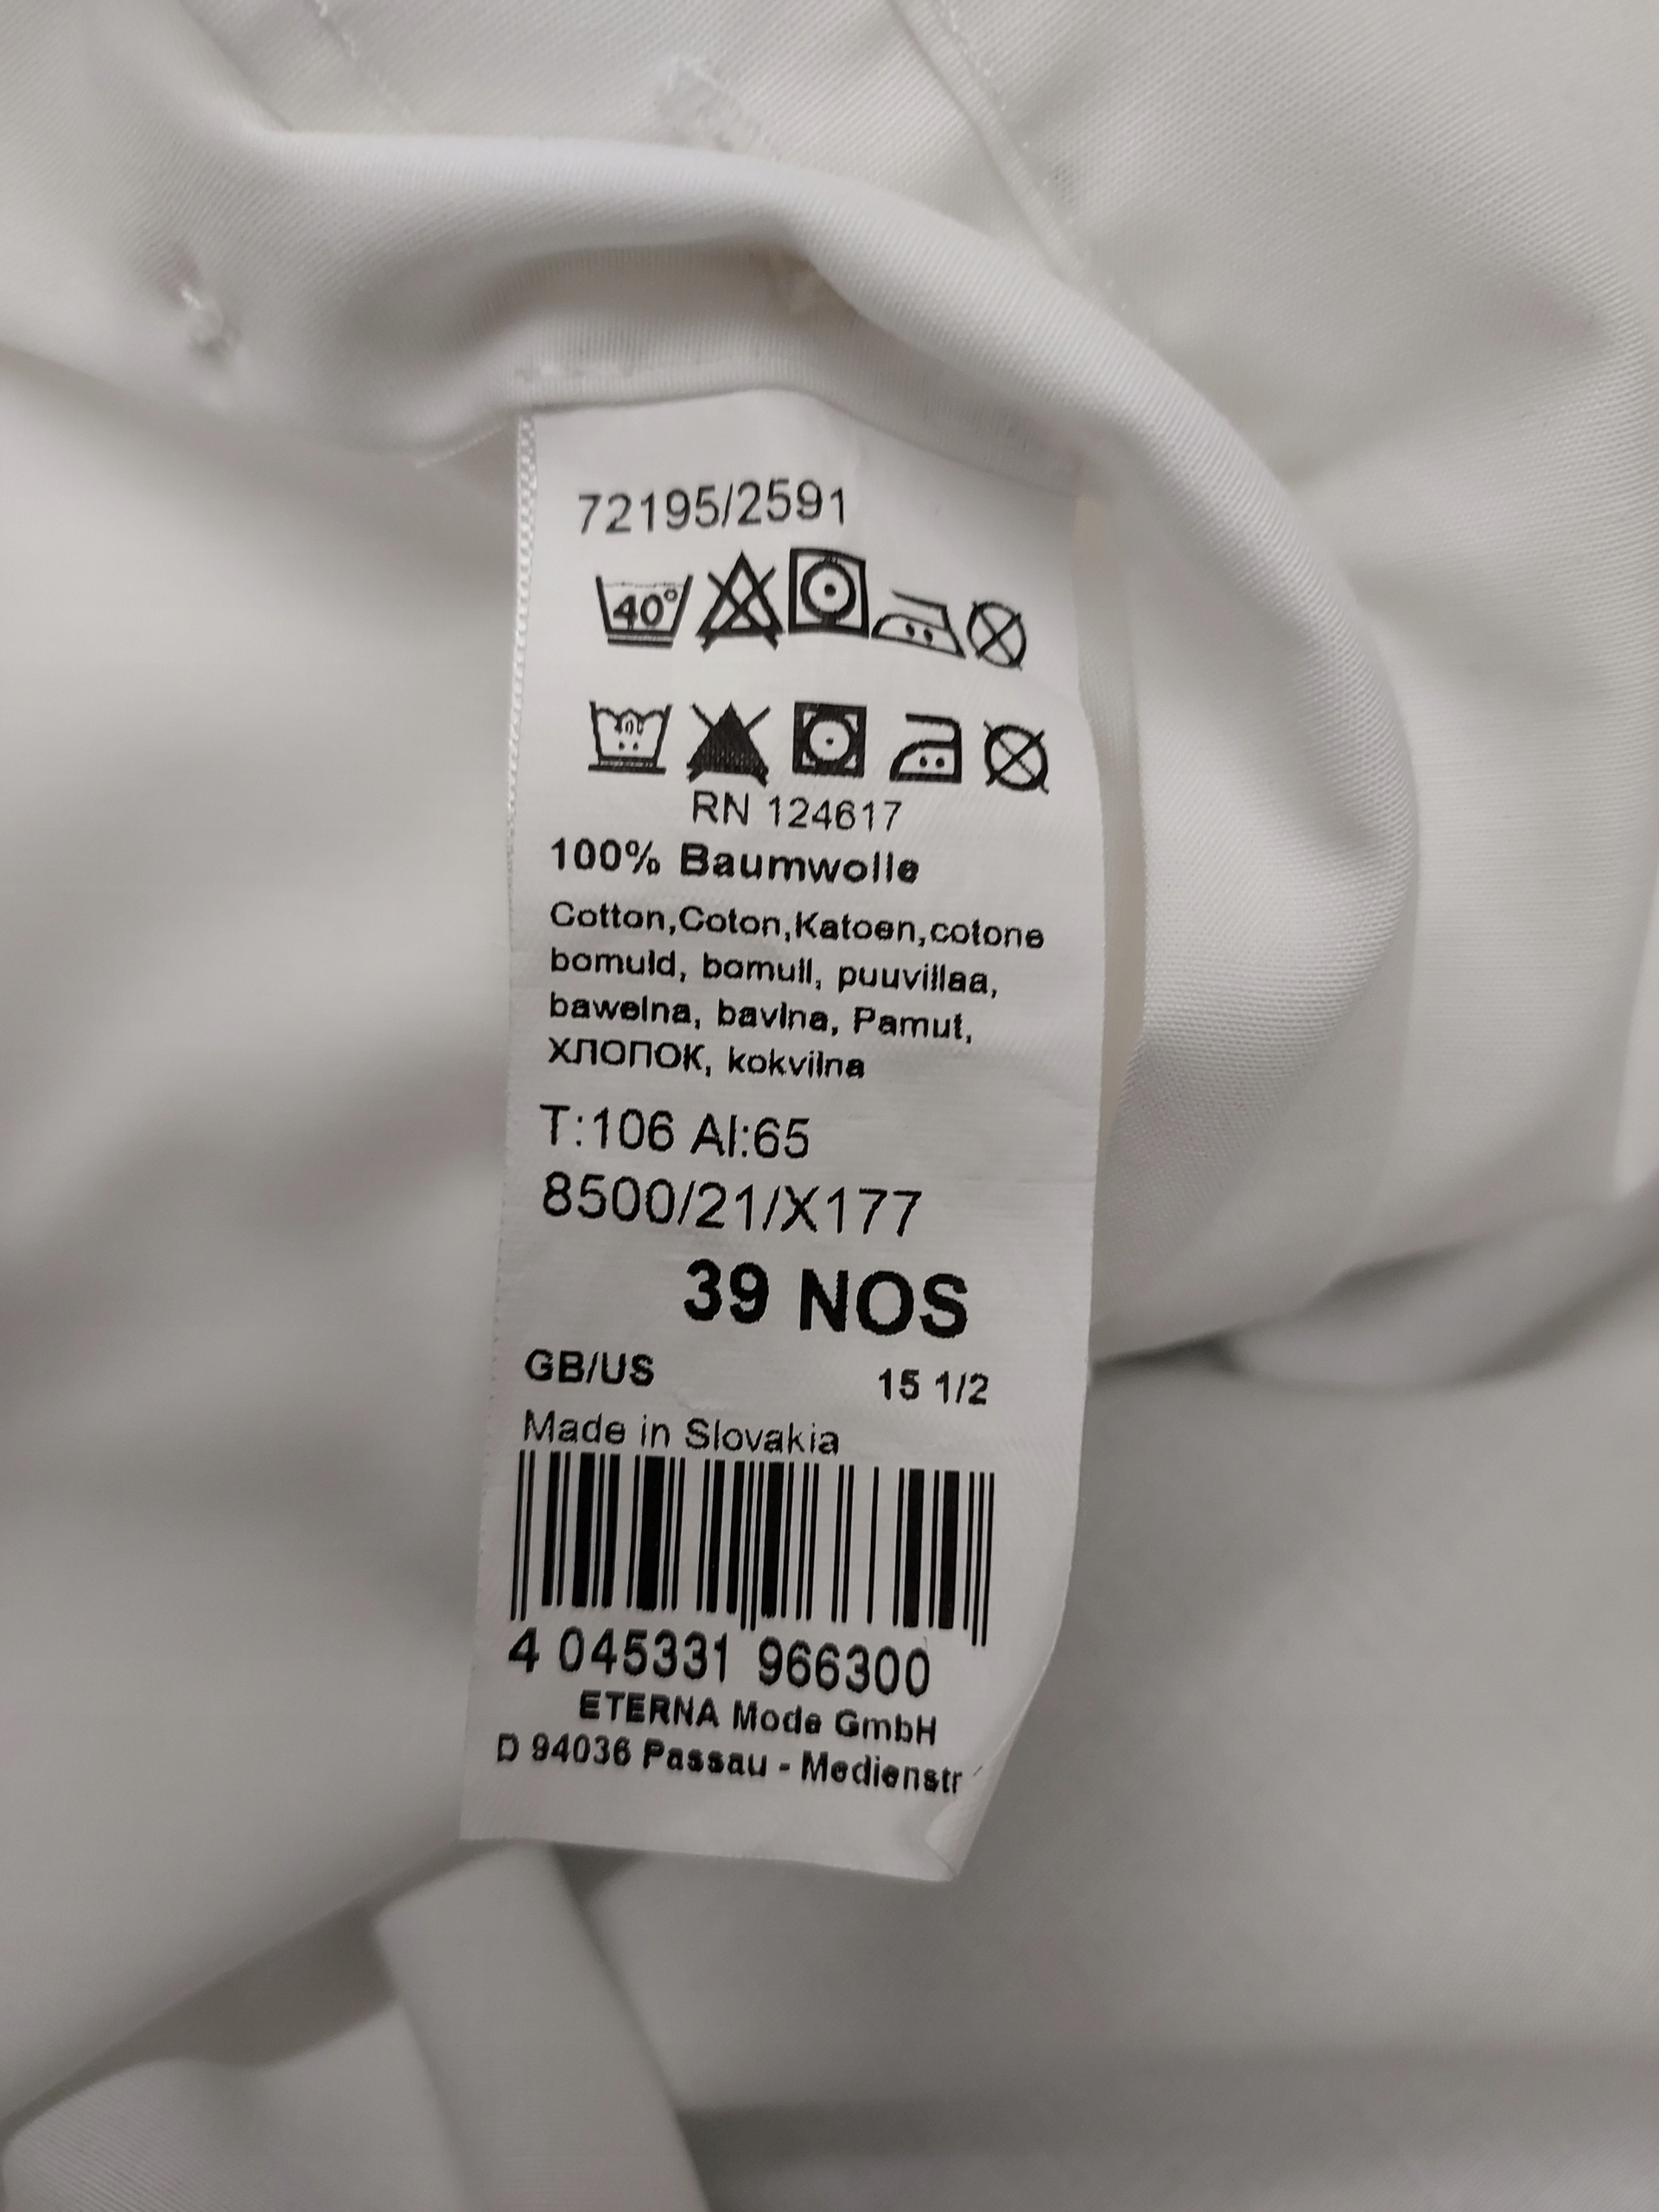 72195/2591
40°
RN 124617
100% Baumwolle
Cotton,Coton,Katoen,cotone
bomuld, bomull, puuvillaa,
bawelna, bavlna, Pamut,
ХЛОПОК, kokvilna
T:106 Al:65
8500/21/X177
39 NOS
GB/US 15 1/2
Made in Slovakia
4 045331 966300
ETERNA Mode GmbH
D 94036 Passau - Medienstr